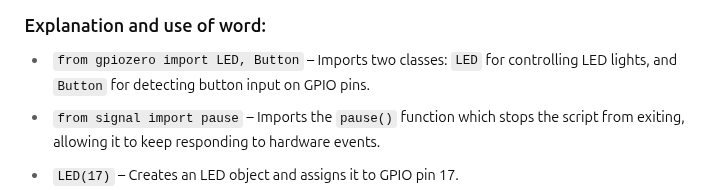 Explanation and use of word:
from gpiozero import LED, Button – Imports two classes: LED for controlling LED lights, and
Button for detecting button input on GPIO pins.
from signal import pause – Imports the pause() function which stops the script from exiting,
allowing it to keep responding to hardware events.
LED(17) – Creates an LED object and assigns it to GPIO pin 17.